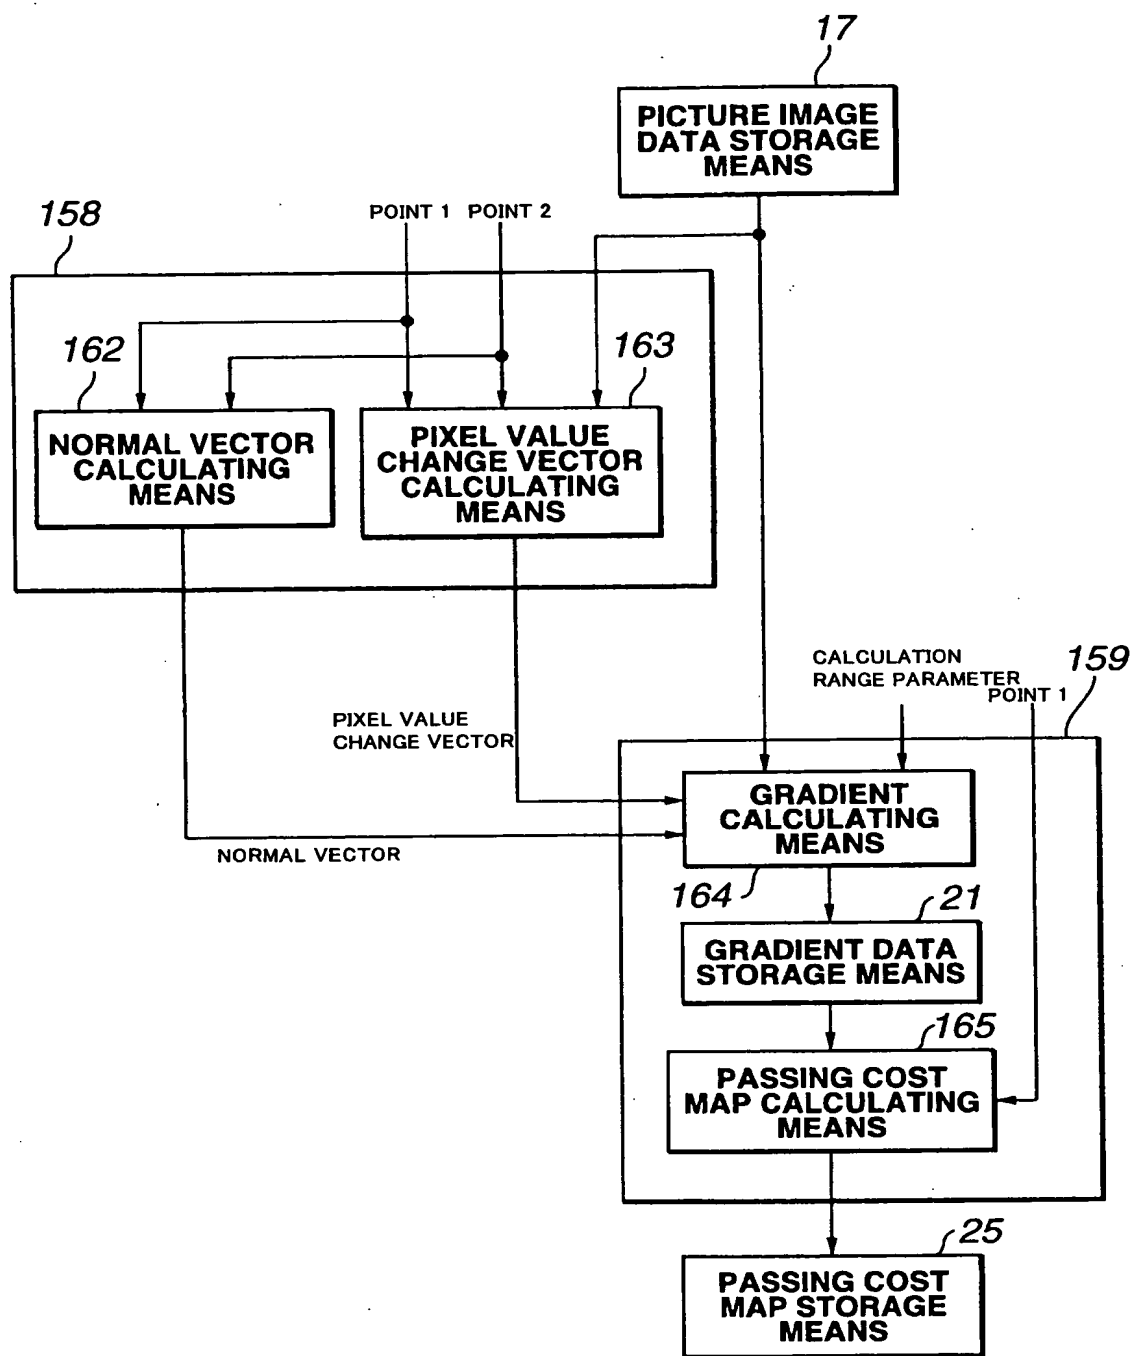 17
PICTURE IMAGE
DATA STORAGE
MEANS
158
POINT 1
POINT 2
162
163
NORMAL VECTOR
CALCULATING
MEANS
PIXEL VALUE
CHANGE VECTOR
CALCULATING
MEANS
CALCULATION
RANGE PARAMETER
159
POINT 1
PIXEL VALUE
CHANGE VECTOR
GRADIENT
CALCULATING
MEANS
NORMAL VECTOR
164
21
GRADIENT DATA
STORAGE MEANS
165
PASSING COST
MAP CALCULATING
MEANS
25
PASSING COST
MAP STORAGE
MEANS